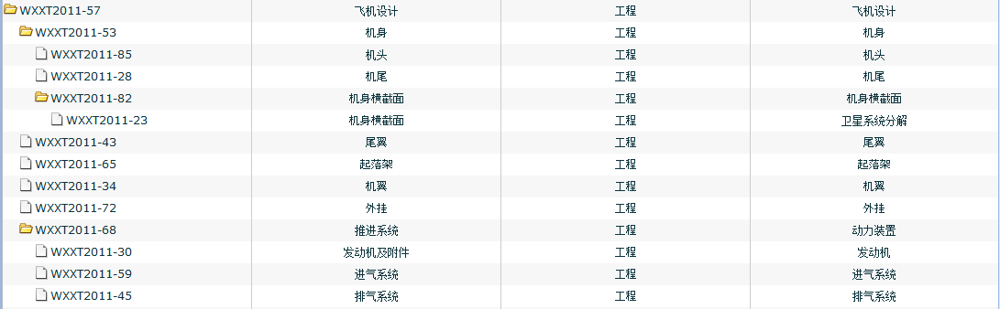 WXXT2011-57 飞机设计 工程 飞机设计
WXXT2011-53 机身 工程 机身
WXXT2011-85 机头 工程 机头
WXXT2011-28 机尾 工程 机尾
WXXT2011-82 机身横截面 工程 机身横截面
WXXT2011-23 机身横截面 工程 卫星系统分解
WXXT2011-43 尾翼 工程 尾翼
WXXT2011-65 起落架 工程 起落架
WXXT2011-34 机翼 工程 机翼
WXXT2011-72 外挂 工程 外挂
WXXT2011-68 推进系统 工程 动力装置
WXXT2011-30 发动机及附件 工程 发动机
WXXT2011-59 进气系统 工程 进气系统
WXXT2011-45 排气系统 工程 排气系统